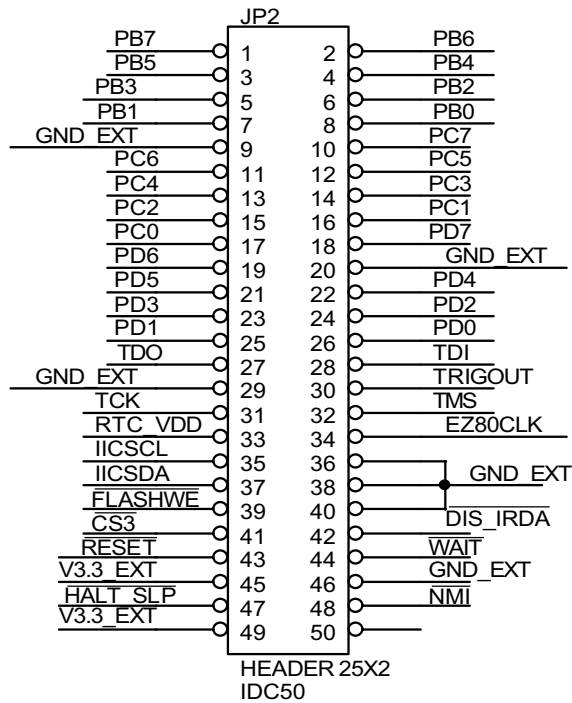 JP2
PB7 1 2 PB6
PB5 3 4 PB4
PB3 5 6 PB2
PB1 7 8 PB0
GND_EXT 9 10 PC7
PC6 11 12 PC5
PC4 13 14 PC3
PC2 15 16 PC1
PC0 17 18 PD7
PD6 19 20 GND_EXT
PD5 21 22 PD4
PD3 23 24 PD2
PD1 25 26 PD0
TDO 27 28 TDI
GND_EXT 29 30 TRIGOUT
TCK 31 32 TMS
RTC_VDD 33 34 EZ80CLK
IICSCL 35 36
IICSDA 37 38 GND_EXT
FLASHWE 39 40
CS3 41 42 DIS_IRDA
RESET 43 44 WAIT
V3.3_EXT 45 46 GND_EXT
HALT_SLP 47 48 NMI
V3.3_EXT 49 50
HEADER 25X2
IDC50